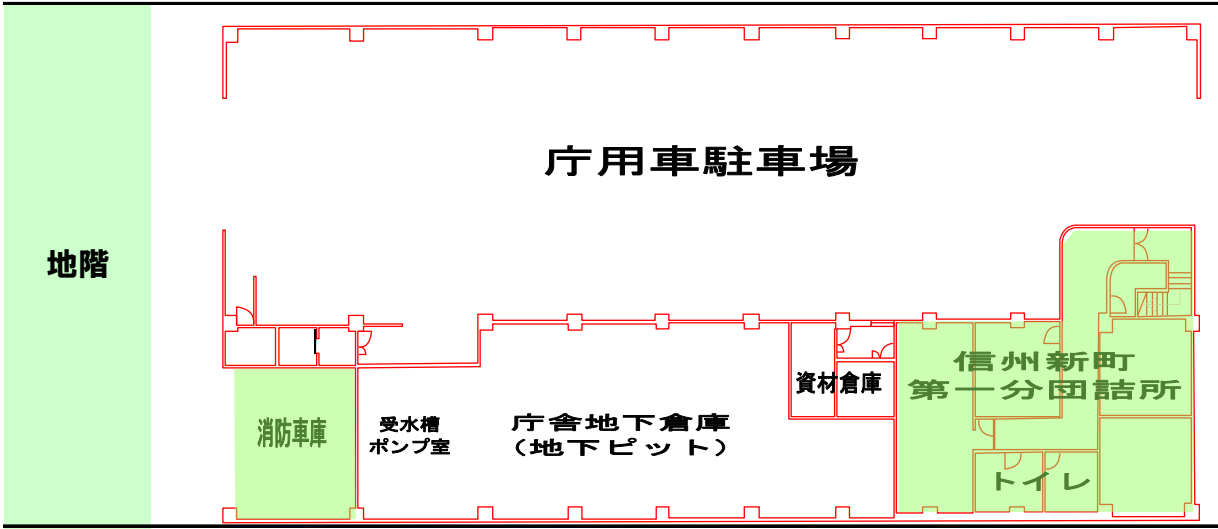 庁用車駐車場
地階
信州新町
第一分団詰所
資材倉庫
消防車庫
受水槽
ポンプ室
庁舎地下倉庫
（地下ピット）
トイレ